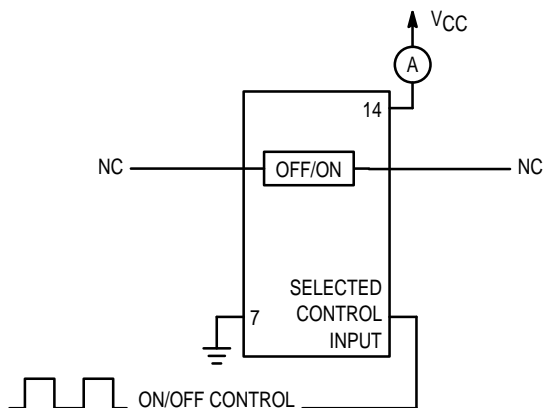 VCC
A
14
NC
OFF/ON
NC
SELECTED
7
CONTROL
INPUT
ON/OFF CONTROL